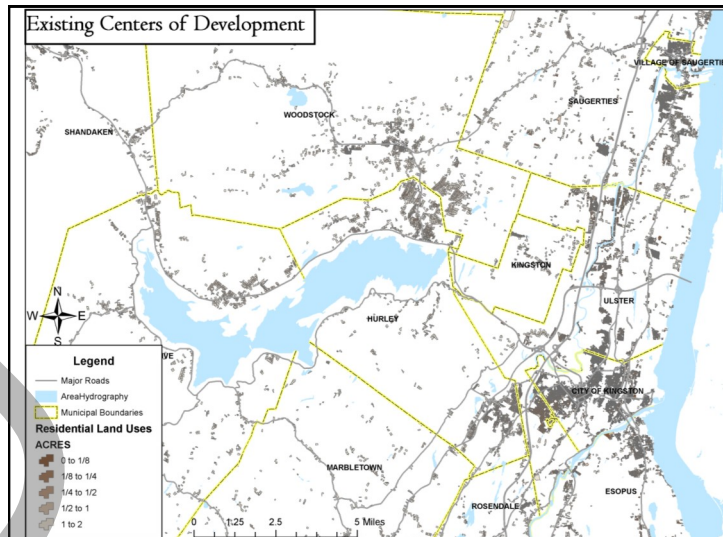 Existing Centers of Development
VILLAGE OF SAUGERTIE
SAUGERTIES
WOODSTOCK
SHANDAKEN
KINGSTON
ULSTER
HURLEY
N
W E
S
IVE
CITY OF KINGSTON
MARBLETOWN
ESOPUS
ROSENDALE
Legend
Major Roads
AreaHydrography
Municipal Boundaries
Residential Land Uses
ACRES
0 to 1/8
1/8 to 1/4
1/4 to 1/2
1/2 to 1
1 to 2
0 1.25 2.5 5 Miles